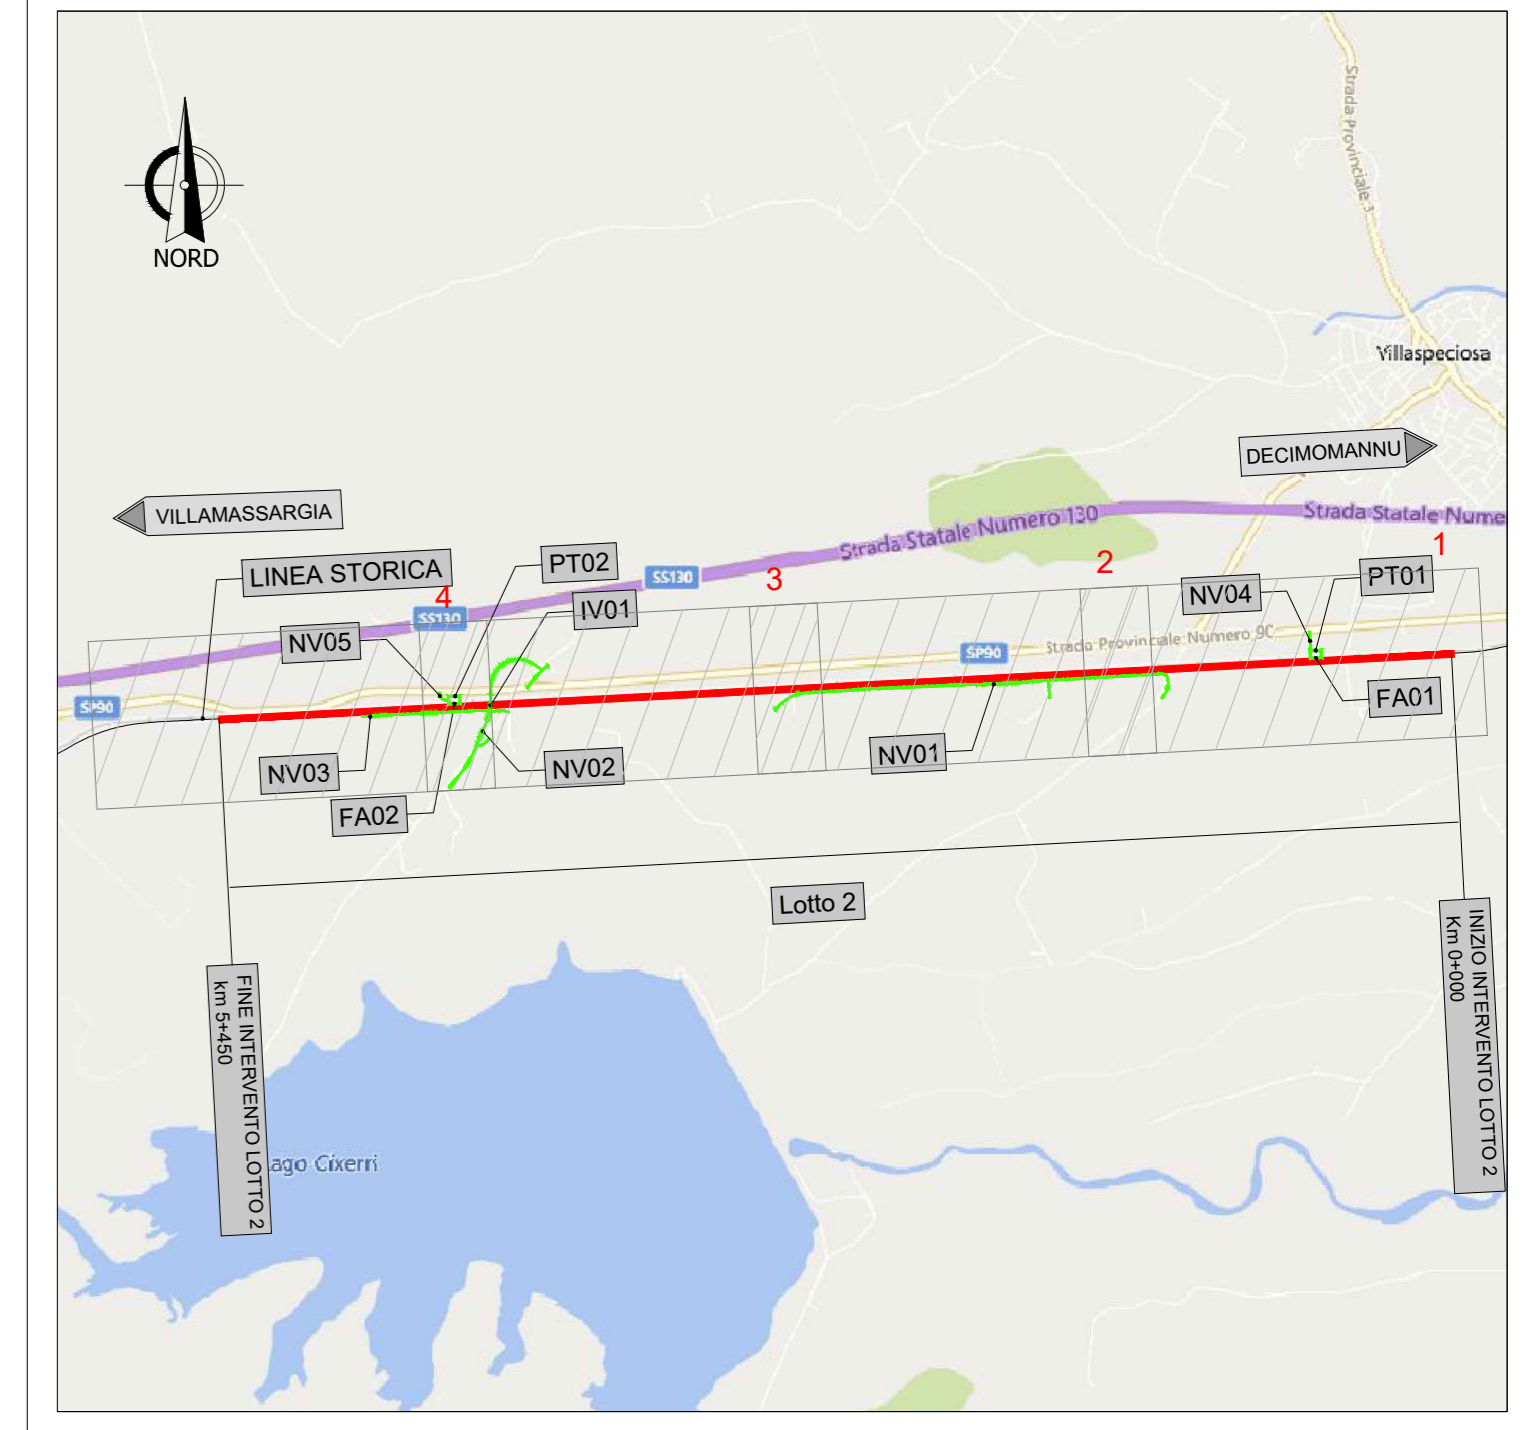 NORD
Strada Provinciale 3
Villaspeciosa
DECIMOMANNU
VILLAMASSARGIA
Strada Statale Nume
Strada Statale Numero 130
1
2
3
4
LINEA STORICA
PT02
SS130
IV01
SS130
NV05
NV04
PT01
Strada Provinciale Numero 90
SP90
SP90
FA01
NV03
NV02
NV01
FA02
Lotto 2
INIZIO INTERVENTO LOTTO 2
Km 0+000
FINE INTERVENTO LOTTO 2
km 5+450
ago Cixerri